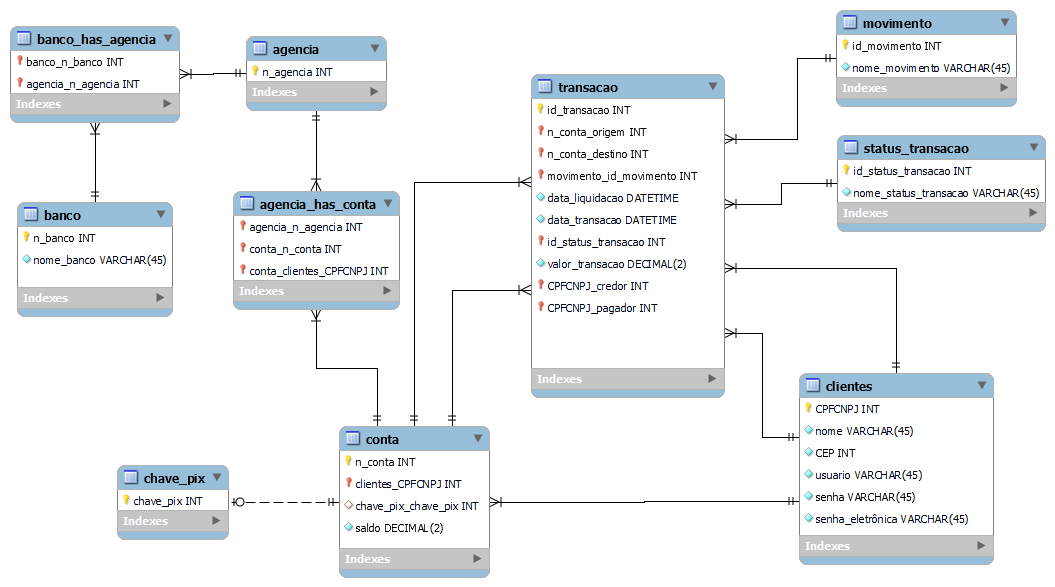 banco_has_agencia
banco_n_banco INT
agencia_n_agencia INT
Indexes
agencia
n_agencia INT
Indexes
banco
n_banco INT
nome_banco VARCHAR(45)
Indexes
agencia_has_conta
agencia_n_agencia INT
conta_n_conta INT
conta_clientes_CPFCNPJ INT
Indexes
transacao
id_transacao INT
n_conta_origem INT
n_conta_destino INT
movimento_id_movimento INT
data_liquidacao DATETIME
data_transacao DATETIME
id_status_transacao INT
valor_transacao DECIMAL(2)
CPFCNPJ_credor INT
CPFCNPJ_pagador INT
Indexes
movimento
id_movimento INT
nome_movimento VARCHAR(45)
Indexes
status_transacao
id_status_transacao INT
nome_status_transacao VARCHAR(45)
Indexes
clientes
CPFCNPJ INT
nome VARCHAR(45)
CEP INT
usuario VARCHAR(45)
senha VARCHAR(45)
senha_eletrônica VARCHAR(45)
Indexes
conta
n_conta INT
clientes_CPFCNPJ INT
chave_pix_chave_pix INT
saldo DECIMAL(2)
Indexes
chave_pix
chave_pix INT
Indexes